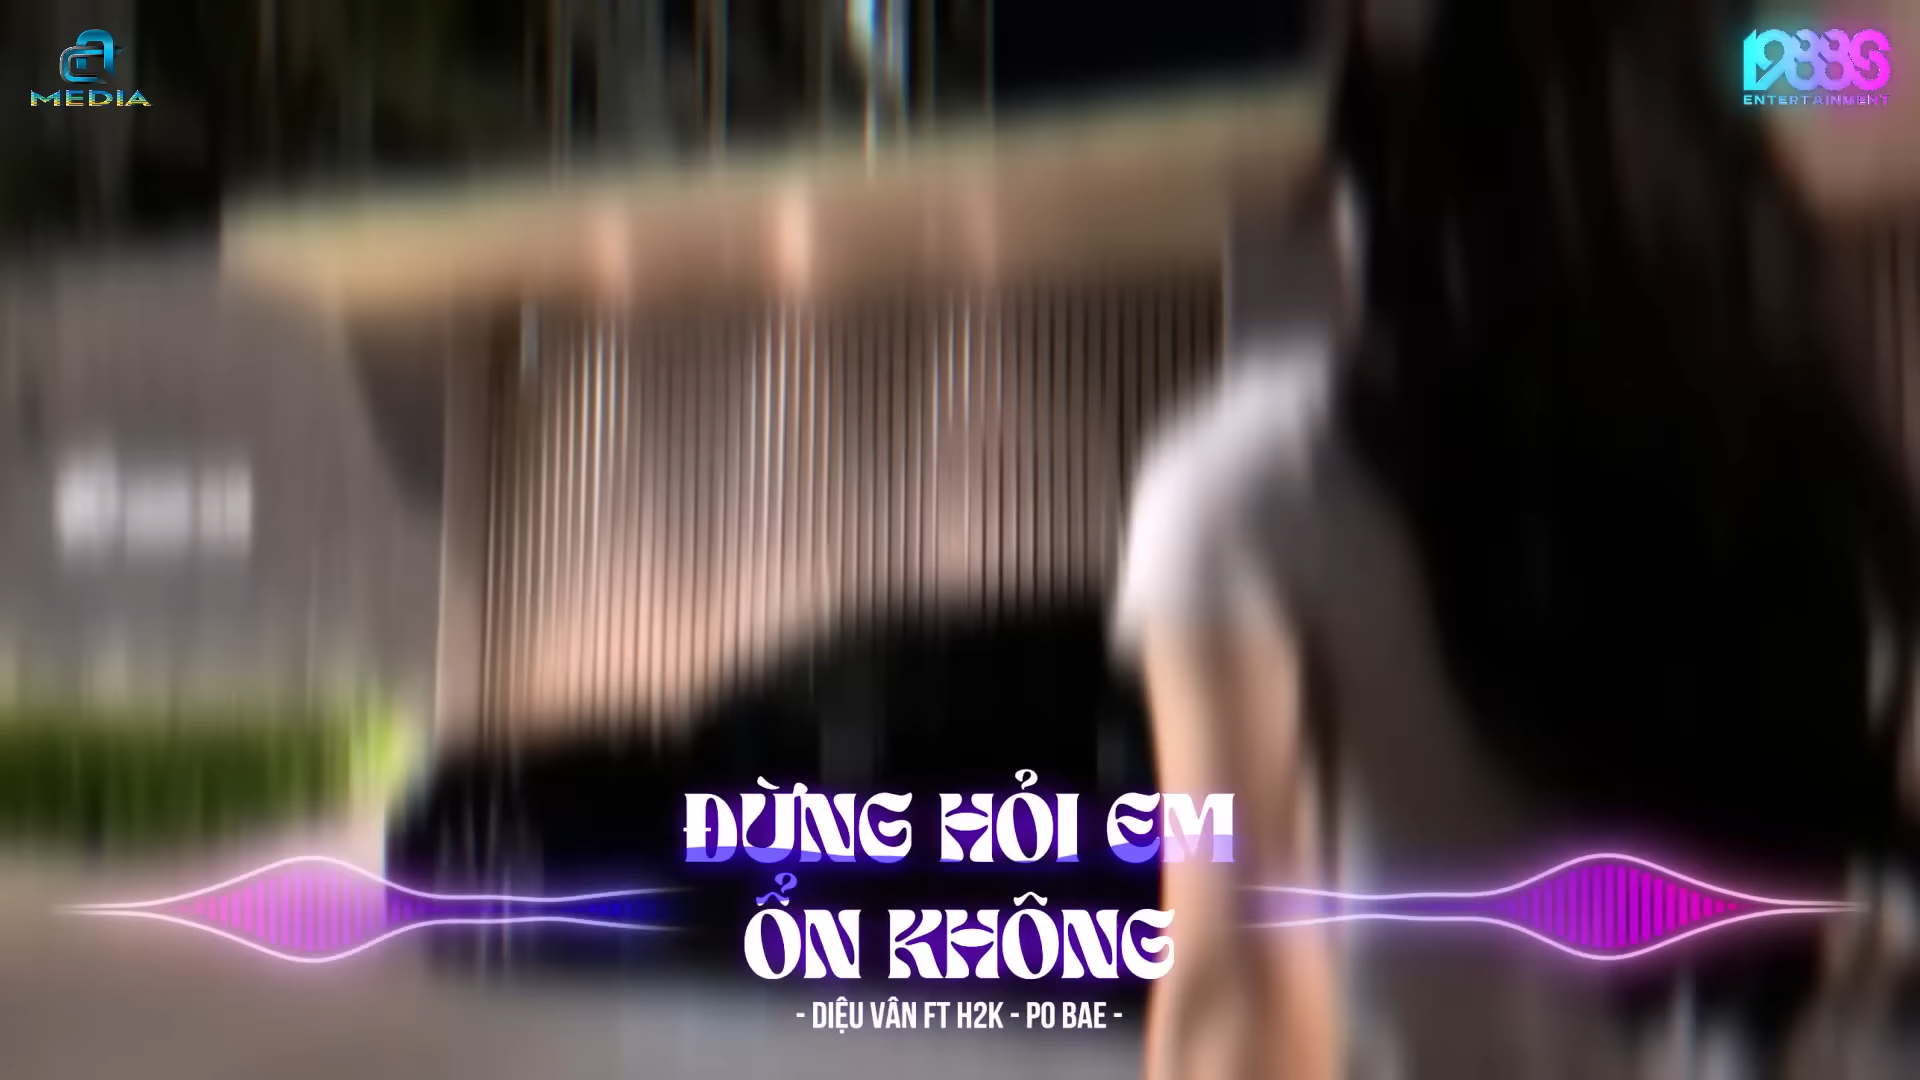 MEDIA
1988S
ENTERTAINMENT
ĐỪNG HỎI EM
ỔN KHÔNG
- DIỆU VÂN FT H2K - PO BAE -